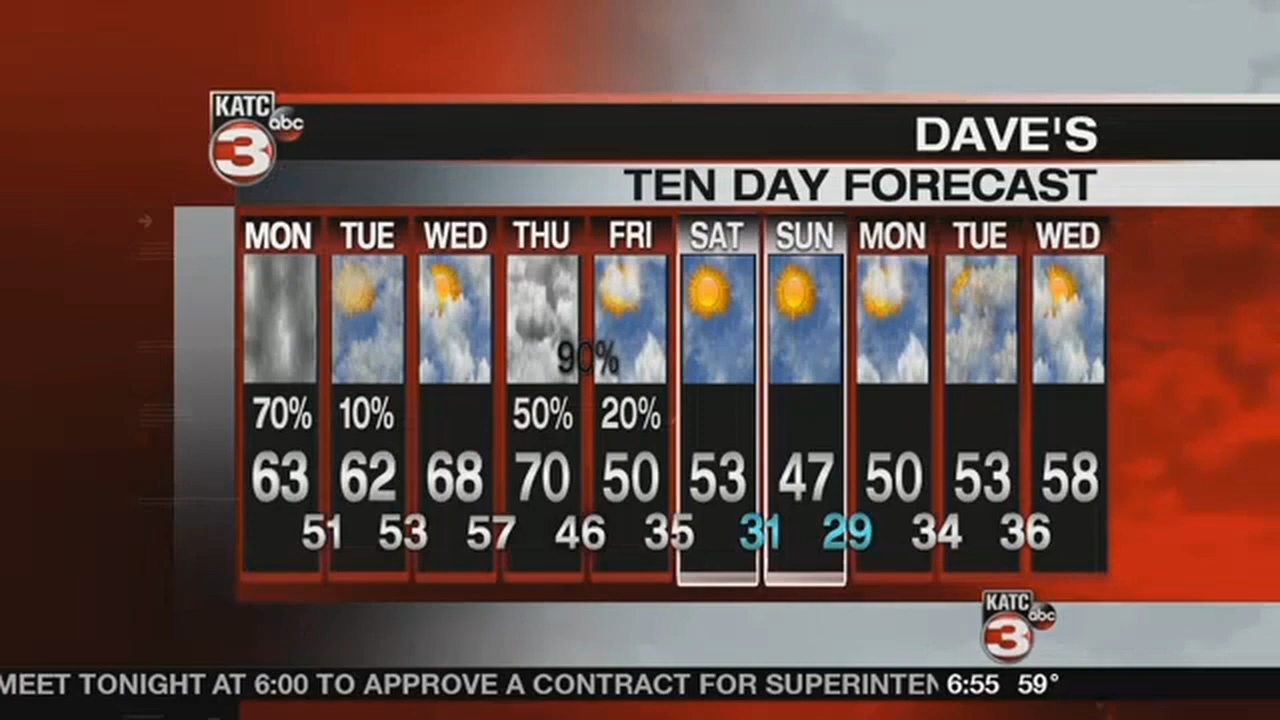 KATC
abc
3
DAVE'S
TEN DAY FORECAST
MON TUE WED THU FRI SAT SUN MON TUE WED
90%
70% 10% 50% 20%
63 62 68 70 50 53 47 50 53 58
51 53 57 46 35 31 29 34 36
KATC
abc
3
MEET TONIGHT AT 6:00 TO APPROVE A CONTRACT FOR SUPERINTEN 6:55 59°